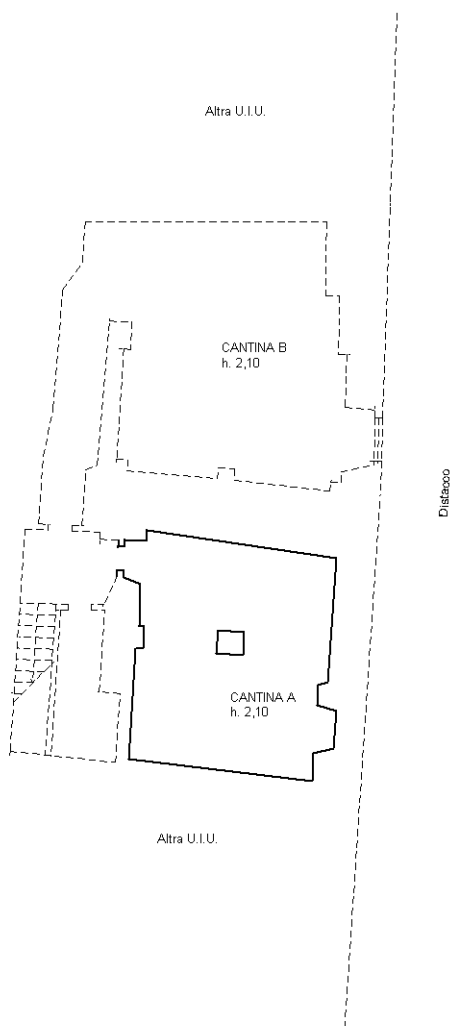 Altra U.I.U.
CANTINA B
h. 2,10
Distacco
CANTINA A
h. 2,10
Altra U.I.U.